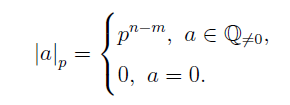 |a|_p = { p^{n−m}, a ∈ ℚ_{≠0},
0, a = 0.